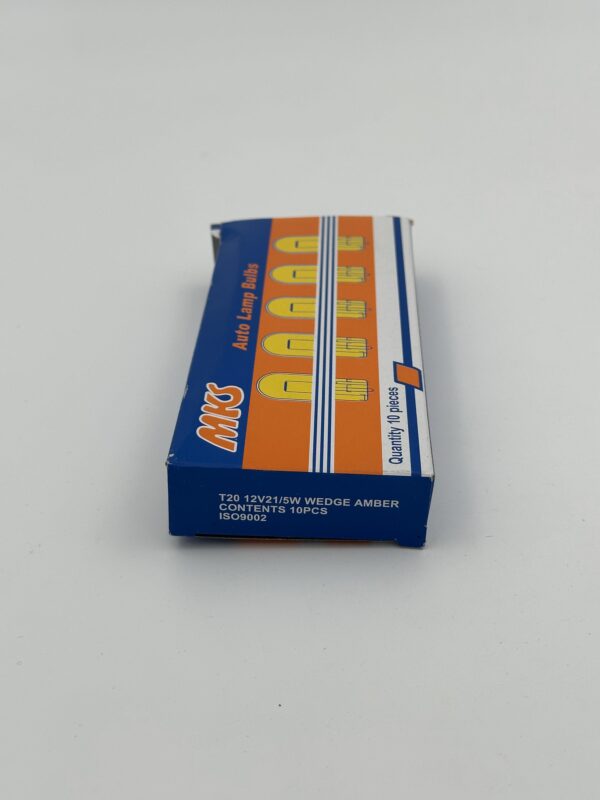 MKS
Auto Lamp Bulbs
Quantity 10 pieces
T20 12V21/5W WEDGE AMBER
CONTENTS 10PCS
ISO9002